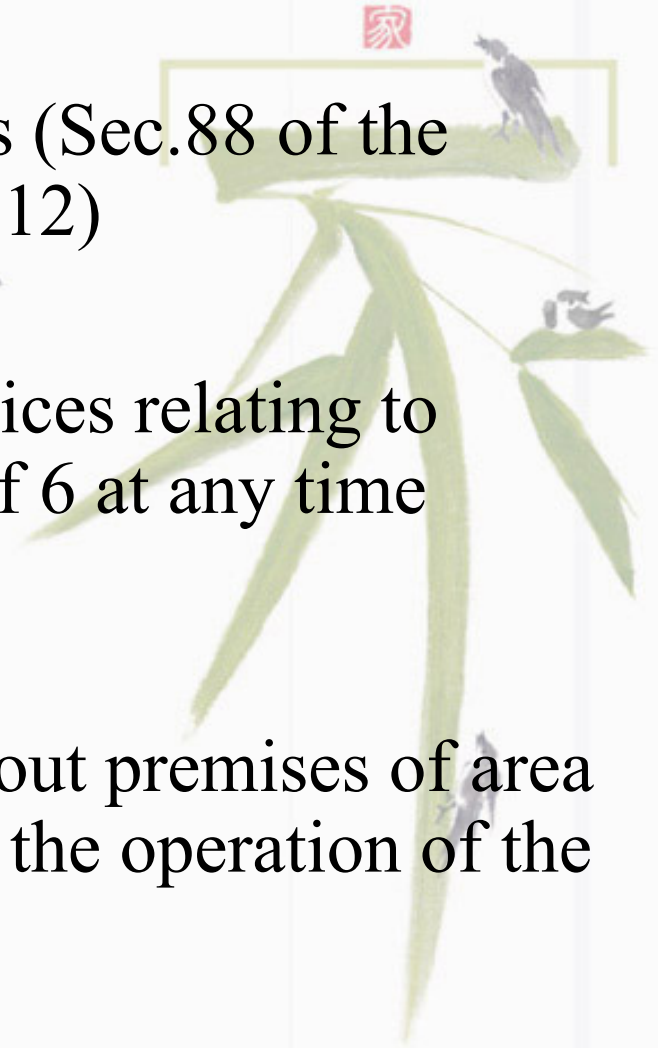 家
s (Sec.88 of the
12)
ices relating to
f 6 at any time
out premises of area
the operation of the